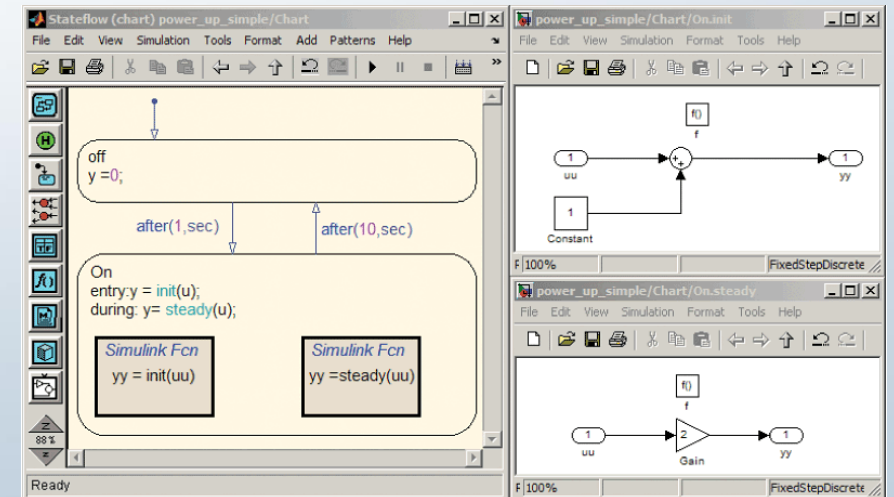 Stateflow (chart) power_up_simple/Chart
File Edit View Simulation Tools Format Add Patterns Help
off
y =0;
after(1,sec)
after(10,sec)
On
entry:y = init(u);
during: y= steady(u);
Simulink Fcn
yy = init(uu)
Simulink Fcn
yy =steady(uu)
88%
Ready
power_up_simple/Chart/On.init
File Edit View Simulation Format Tools Help
f()
f
1
uu
1
yy
1
Constant
F 100%
FixedStepDiscrete
power_up_simple/Chart/On.steady
File Edit View Simulation Format Tools Help
f()
f
1
uu
2
Gain
1
yy
F 100%
FixedStepDiscrete